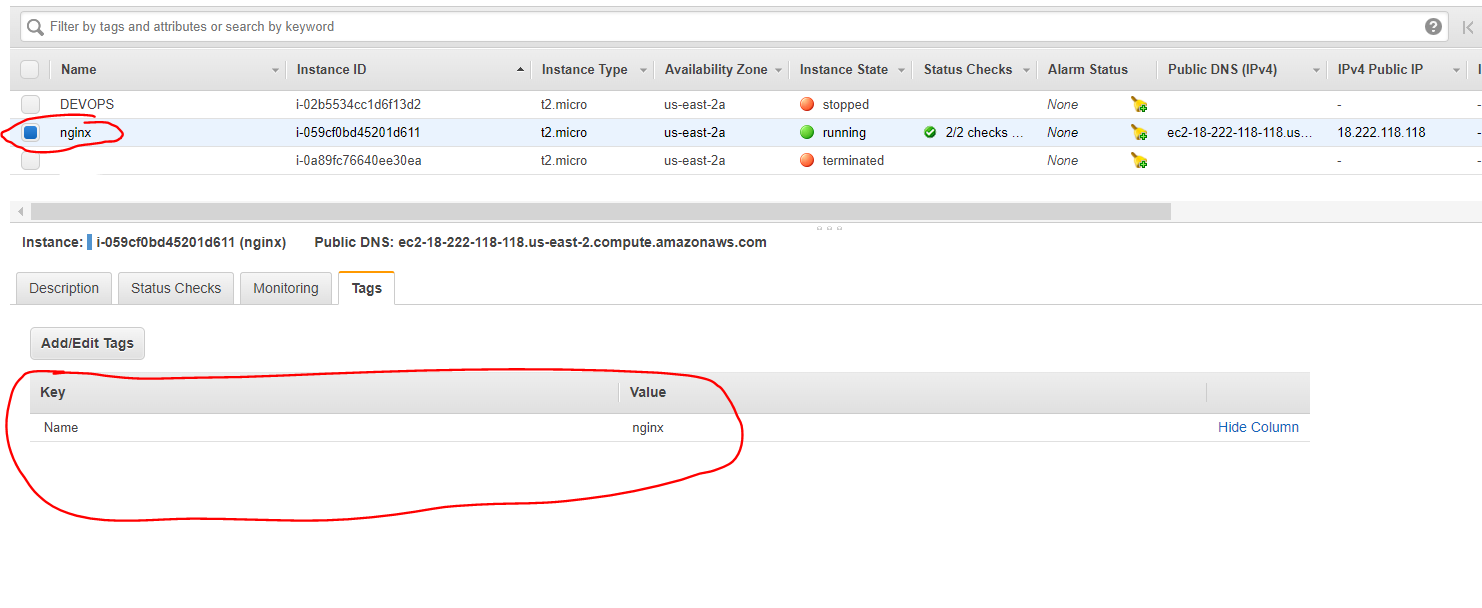 Filter by tags and attributes or search by keyword
Name Instance ID Instance Type Availability Zone Instance State Status Checks Alarm Status Public DNS (IPv4) IPv4 Public IP
DEVOPS i-02b5534cc1d6f13d2 t2.micro us-east-2a stopped None -
nginx i-059cf0bd45201d611 t2.micro us-east-2a running 2/2 checks ... None ec2-18-222-118-118.us... 18.222.118.118 -
i-0a89fc76640ee30ea t2.micro us-east-2a terminated None - -
Instance: i-059cf0bd45201d611 (nginx) Public DNS: ec2-18-222-118-118.us-east-2.compute.amazonaws.com
Description Status Checks Monitoring Tags
Add/Edit Tags
Key Value
Name nginx Hide Column